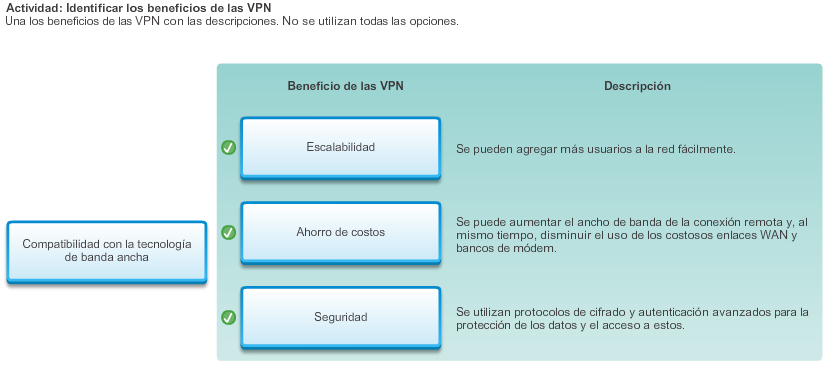 Actividad: Identificar los beneficios de las VPN
Una los beneficios de las VPN con las descripciones. No se utilizan todas las opciones.
Beneficio de las VPN
Descripción
Escalabilidad
Se pueden agregar más usuarios a la red fácilmente.
Compatibilidad con la tecnología
de banda ancha
Ahorro de costos
Se puede aumentar el ancho de banda de la conexión remota y, al
mismo tiempo, disminuir el uso de los costosos enlaces WAN y
bancos de módem.
Seguridad
Se utilizan protocolos de cifrado y autenticación avanzados para la
protección de los datos y el acceso a estos.